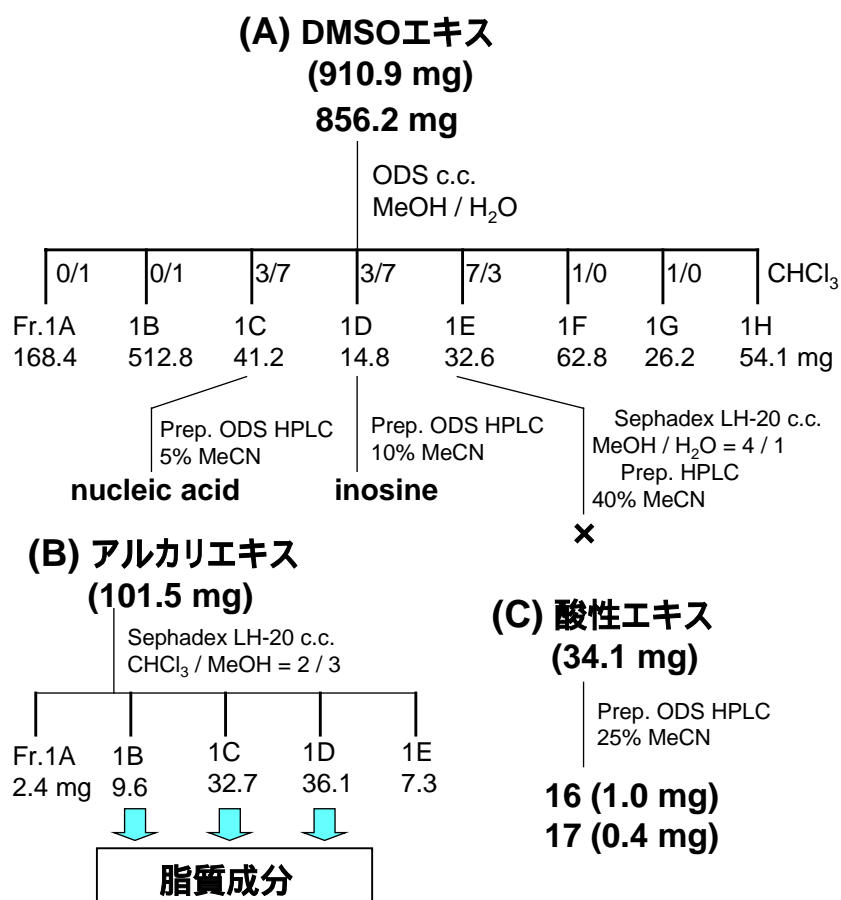 (A) DMSOエキス
(910.9 mg)
856.2 mg
ODS c.c.
MeOH / H₂O
0/1 0/1 3/7 3/7 7/3 1/0 1/0 CHCl₃
Fr.1A 1B 1C 1D 1E 1F 1G 1H
168.4 512.8 41.2 14.8 32.6 62.8 26.2 54.1 mg
Prep. ODS HPLC
5% MeCN
nucleic acid
Prep. ODS HPLC
10% MeCN
inosine
Sephadex LH-20 c.c.
MeOH / H₂O = 4 / 1
Prep. HPLC
40% MeCN
×
(B) アルカリエキス
(101.5 mg)
Sephadex LH-20 c.c.
CHCl₃ / MeOH = 2 / 3
Fr.1A 1B 1C 1D 1E
2.4 mg 9.6 32.7 36.1 7.3
脂質成分
(C) 酸性エキス
(34.1 mg)
Prep. ODS HPLC
25% MeCN
16 (1.0 mg)
17 (0.4 mg)